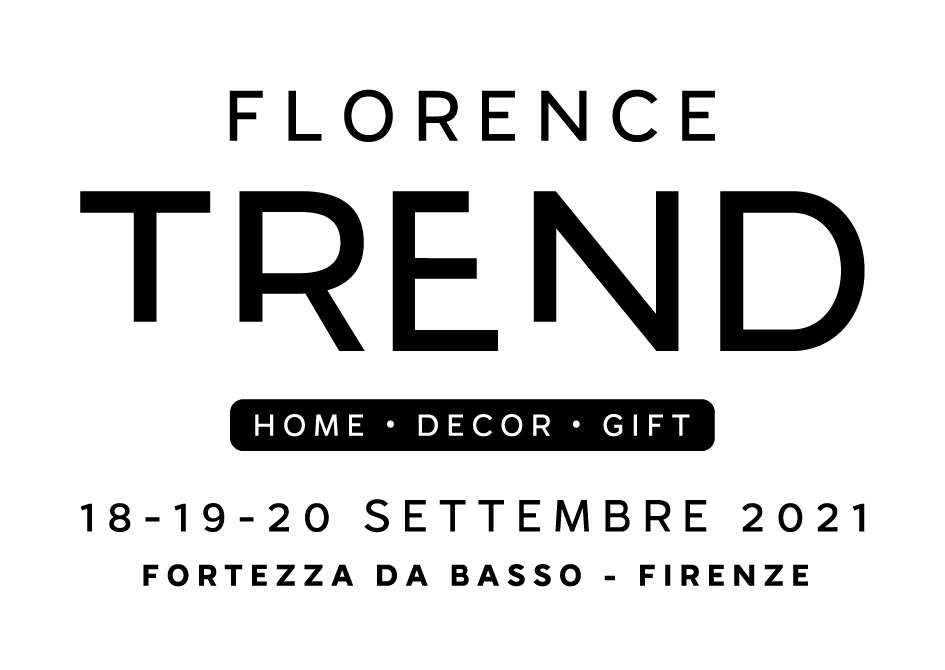 FLORENCE
TREND
HOME • DECOR • GIFT
18-19-20 SETTEMBRE 2021
FORTEZZA DA BASSO - FIRENZE